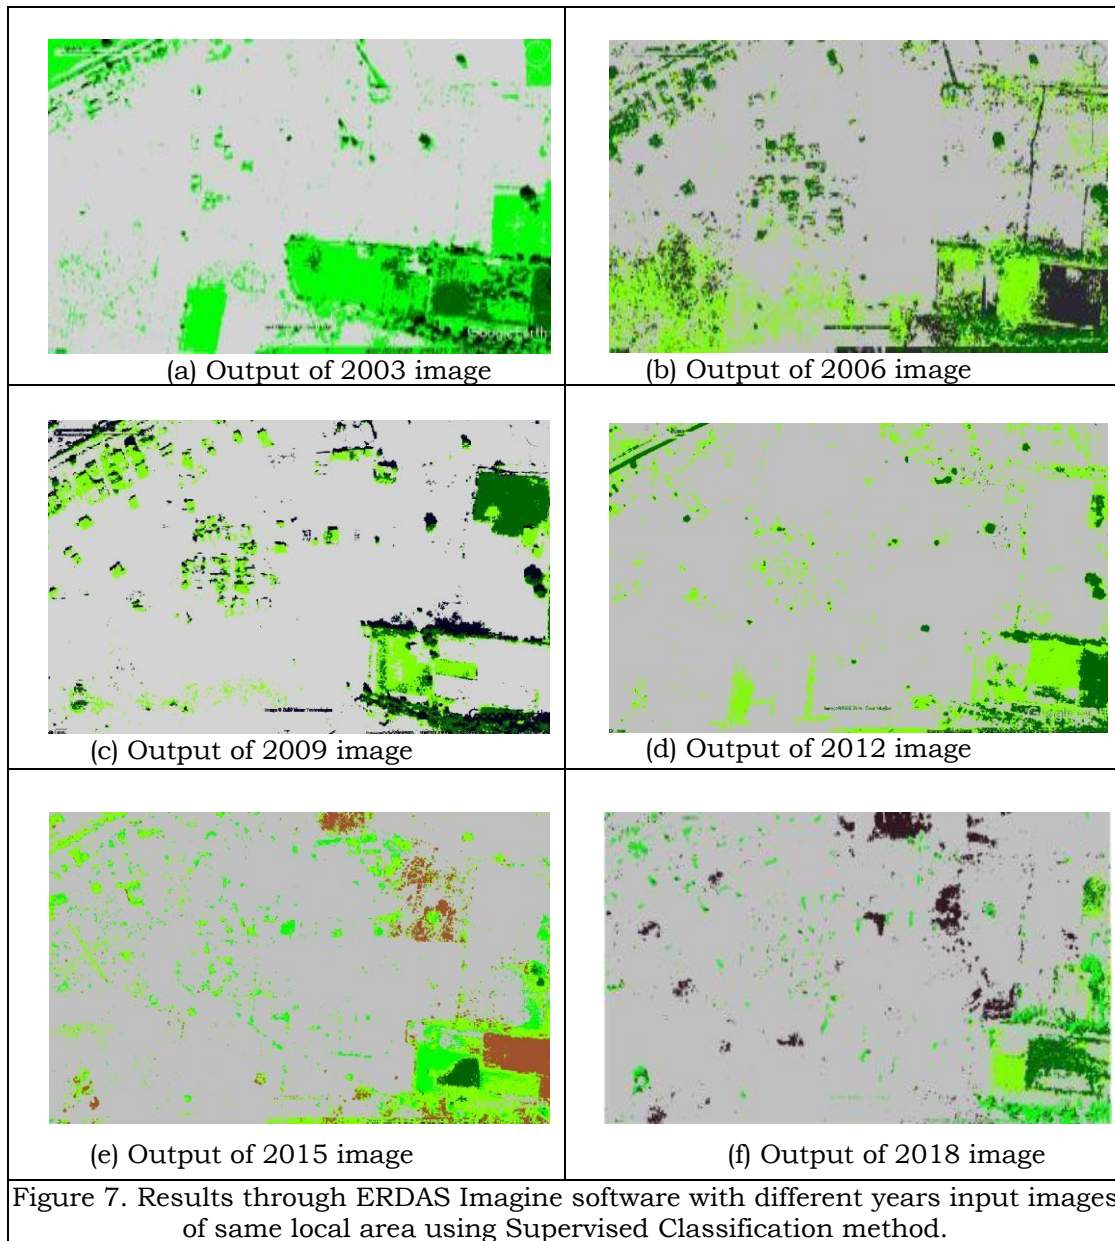 Google Earth
(a) Output of 2003 image
(b) Output of 2006 image
(c) Output of 2009 image
(d) Output of 2012 image
(e) Output of 2015 image
(f) Output of 2018 image
Figure 7. Results through ERDAS Imagine software with different years input images
of same local area using Supervised Classification method.